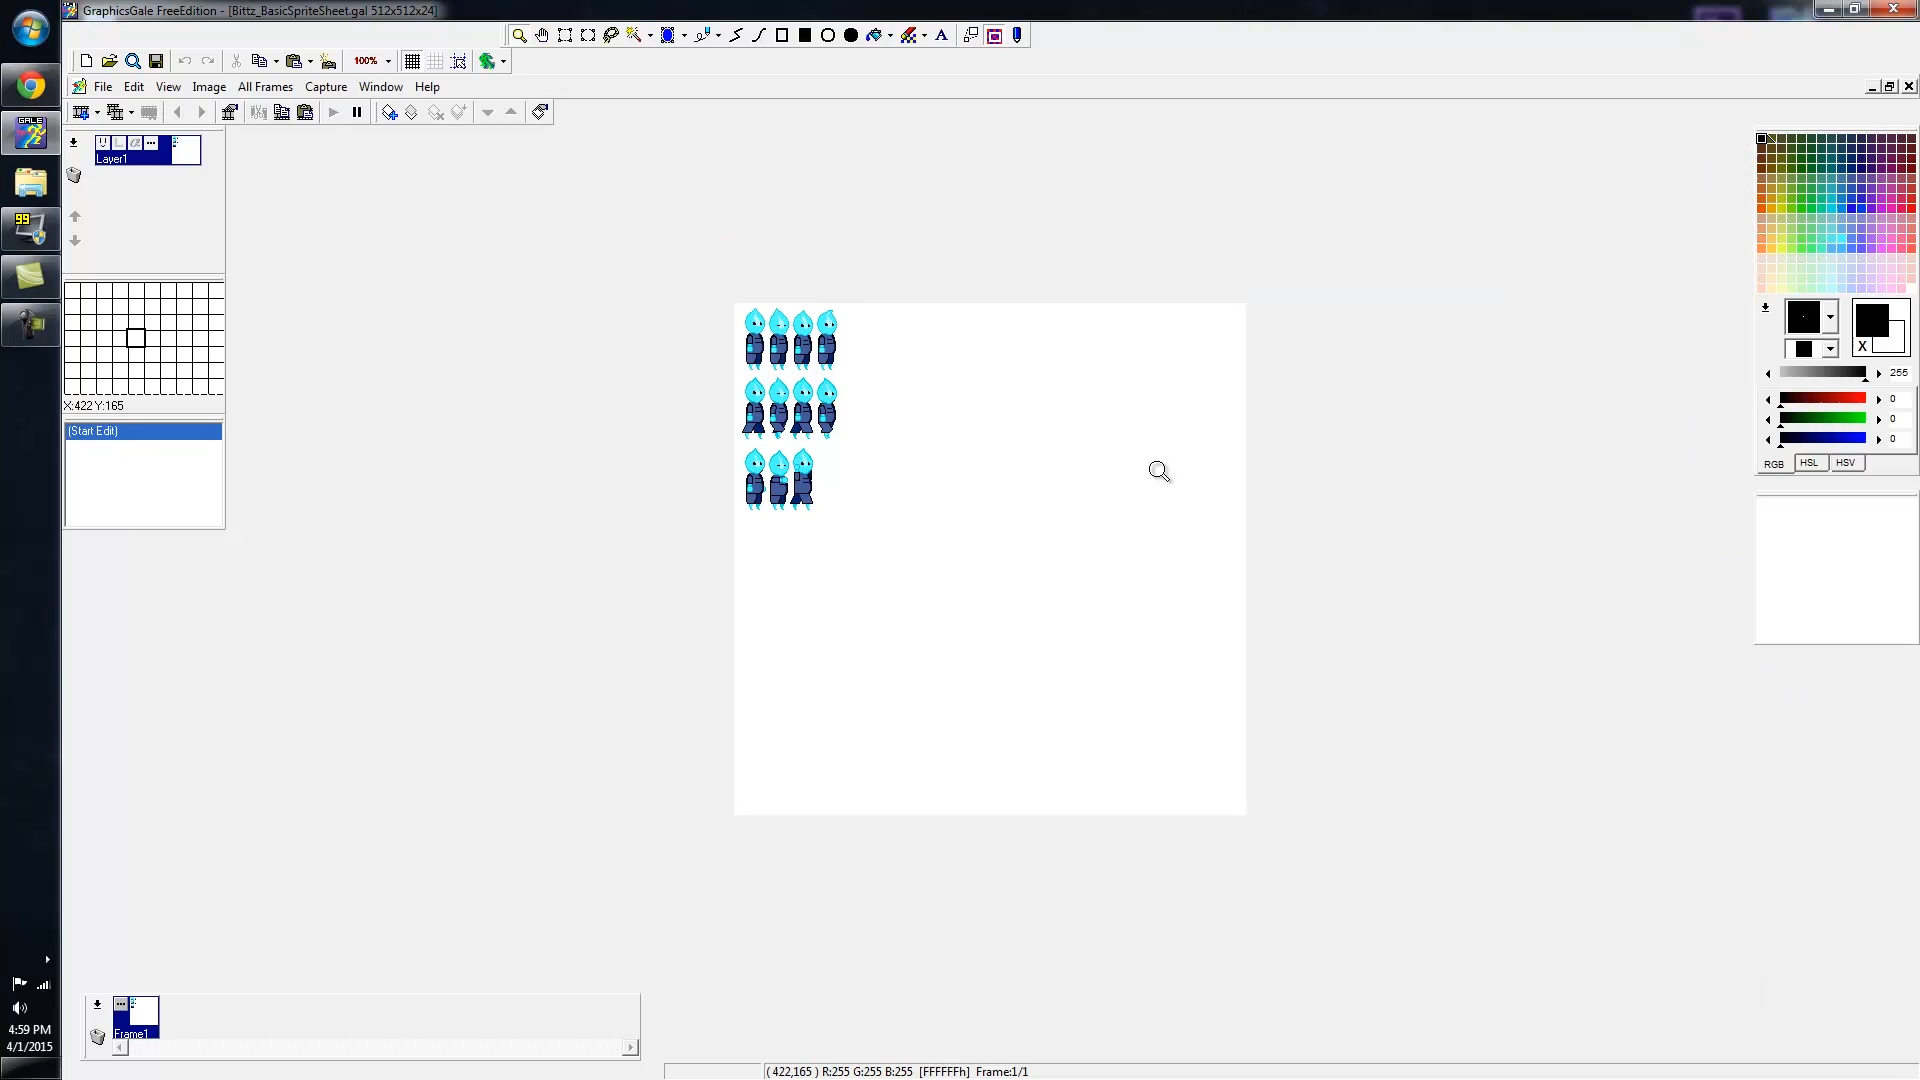 GraphicsGale FreeEdition - [Bittz_BasicSpriteSheet.gal 512x512x24]
100%
File Edit View Image All Frames Capture Window Help
GALE
Layer1
99
X:422 Y:165
(Start Edit)
X
255
0
0
0
RGB HSL HSV
Frame1
4:59 PM
4/1/2015
( 422,165 ) R:255 G:255 B:255 [FFFFFFh] Frame:1/1